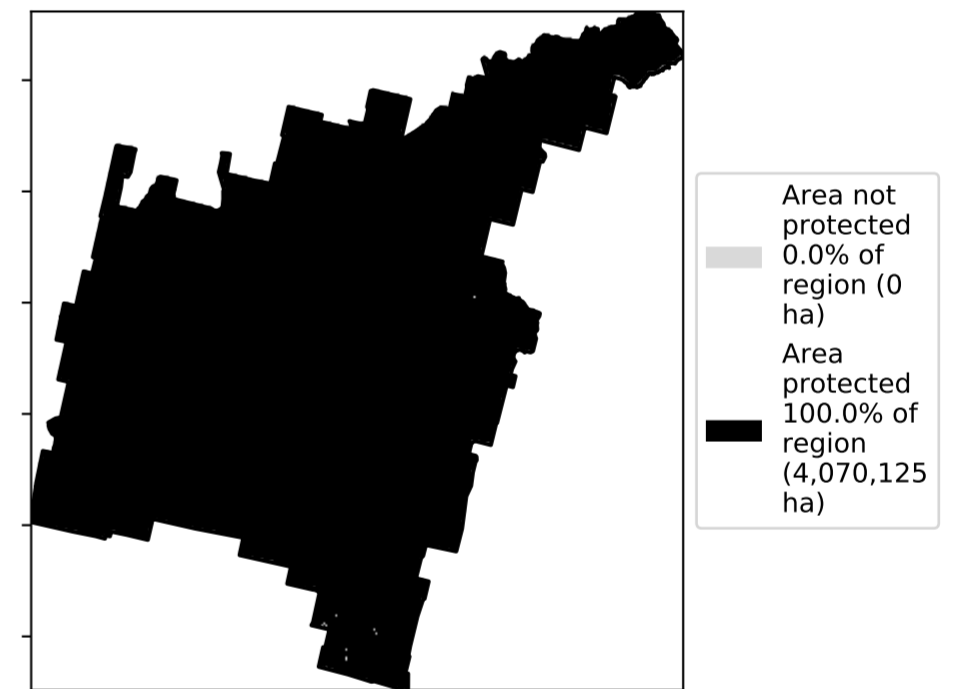 Area not
protected
0.0% of
region (0
ha)
Area
protected
100.0% of
region
(4,070,125
ha)